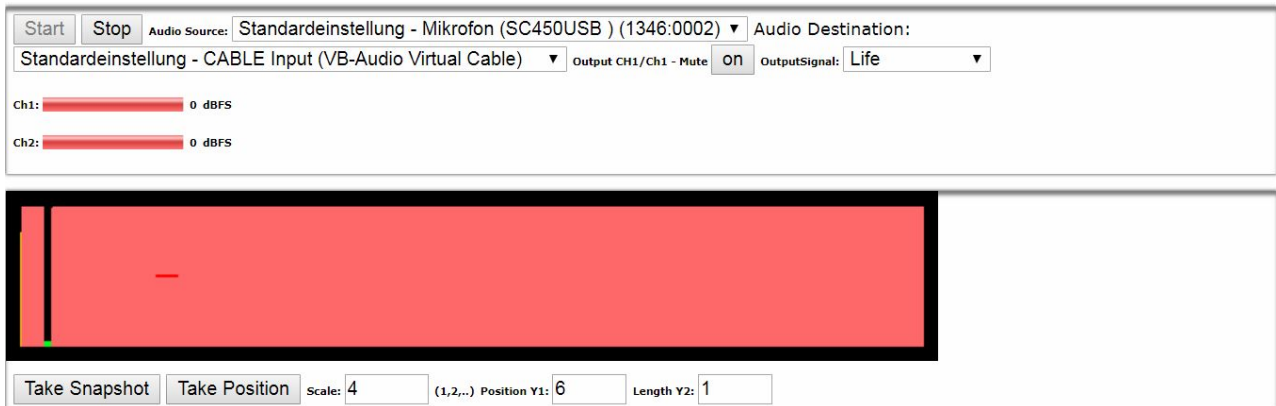 Start Stop Audio Source: Standardeinstellung - Mikrofon (SC450USB ) (1346:0002) ▼ Audio Destination:
Standardeinstellung - CABLE Input (VB-Audio Virtual Cable) ▼ Output CH1/Ch1 - Mute on OutputSignal: Life ▼
Ch1: 0 dBFS
Ch2: 0 dBFS
Take Snapshot Take Position Scale: 4 (1,2,..) Position Y1: 6 Length Y2: 1